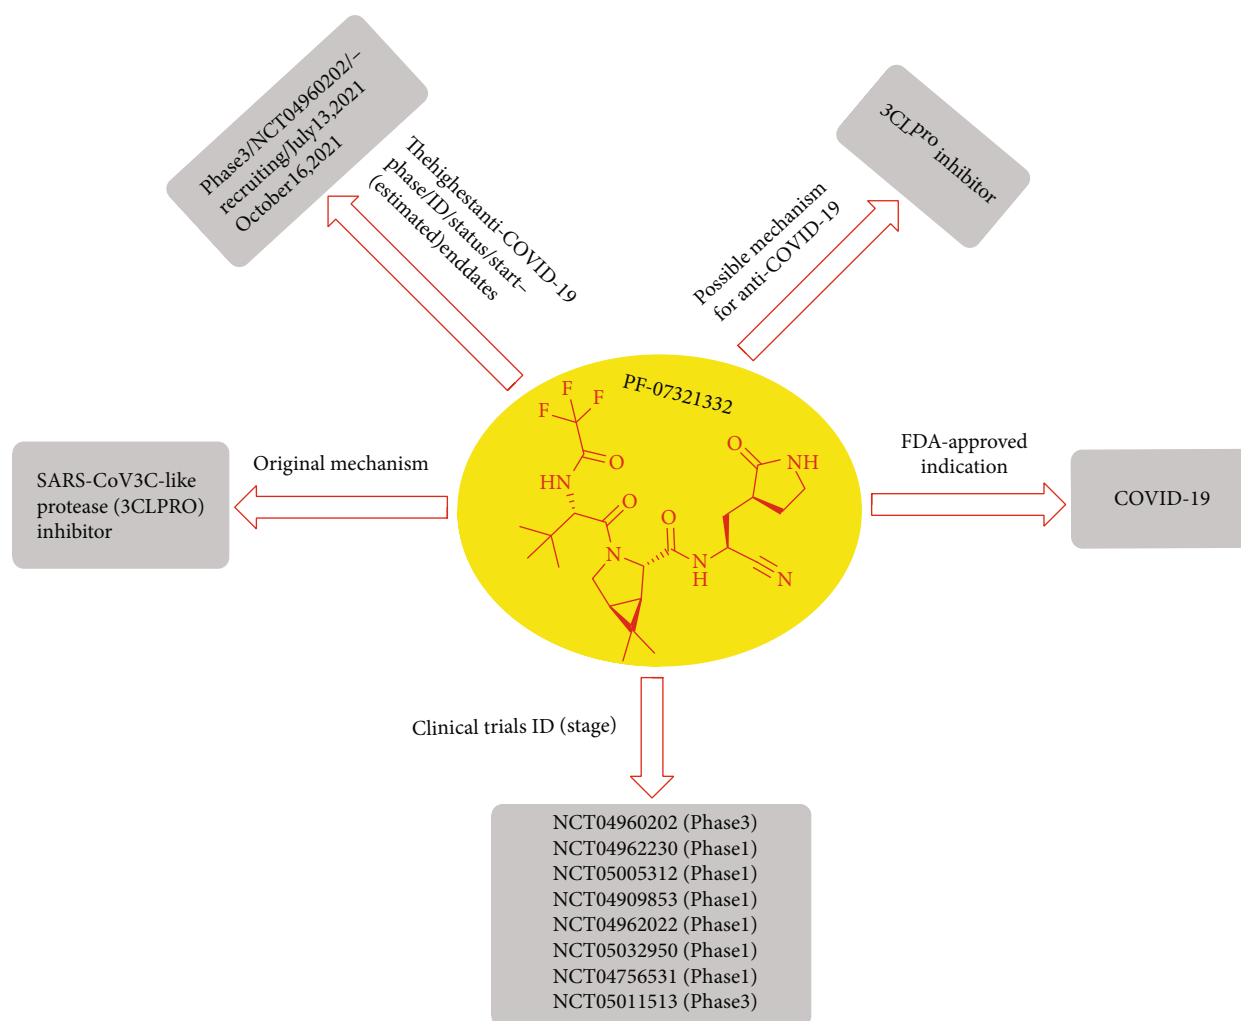 Phase3/NCT04960202/–
recruiting/July13,2021
October16,2021
Thehighestanti-COVID-19
phase/ID/status/start–
(estimated)enddates
3CLpro inhibitor
Possible mechanism
for anti-COVID-19
PF-07321332
F
F
F
O
HN
O
N
O
N
H
N
O
NH
SARS-CoV3C-like
protease (3CLPRO)
inhibitor
Original mechanism
FDA-approved
indication
COVID-19
Clinical trials ID (stage)
NCT04960202 (Phase3)
NCT04962230 (Phase1)
NCT05005312 (Phase1)
NCT04909853 (Phase1)
NCT04962022 (Phase1)
NCT05032950 (Phase1)
NCT04756531 (Phase1)
NCT05011513 (Phase3)